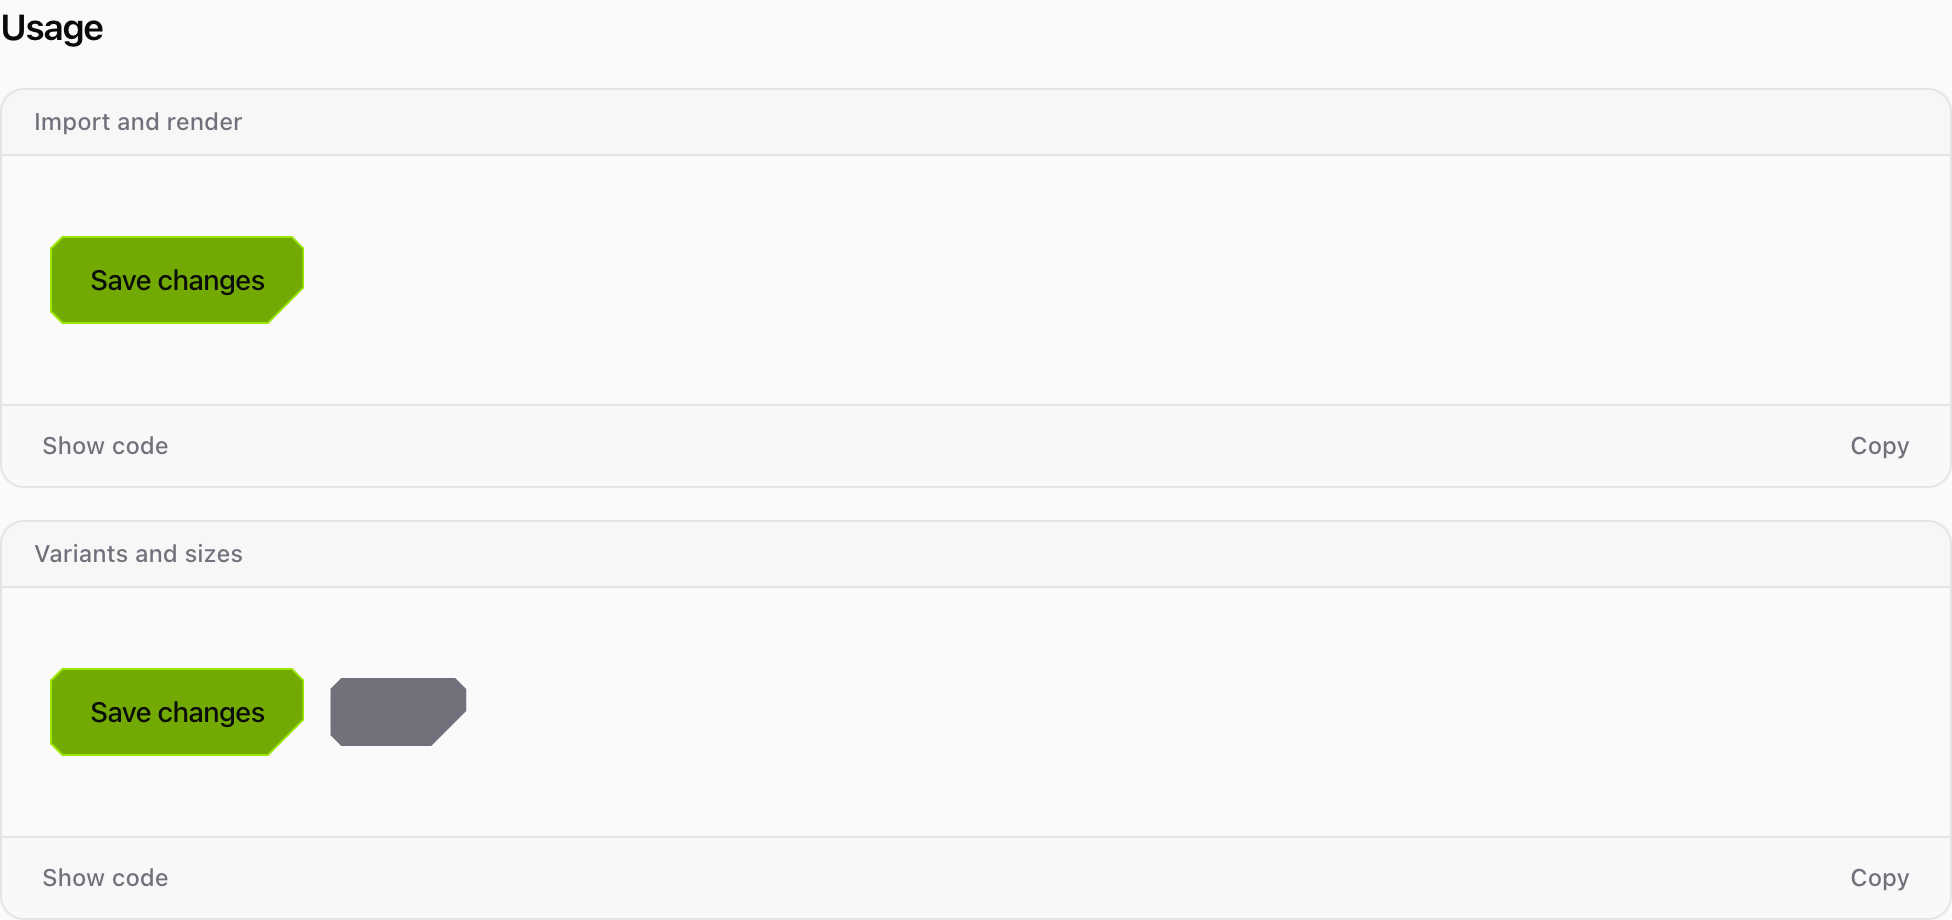 Usage
Import and render
Save changes
Show code
Copy
Variants and sizes
Save changes
Show code
Copy